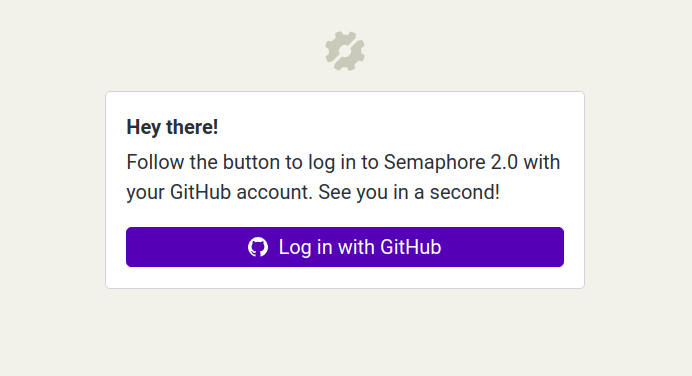 Hey there!
Follow the button to log in to Semaphore 2.0 with
your GitHub account. See you in a second!
Log in with GitHub